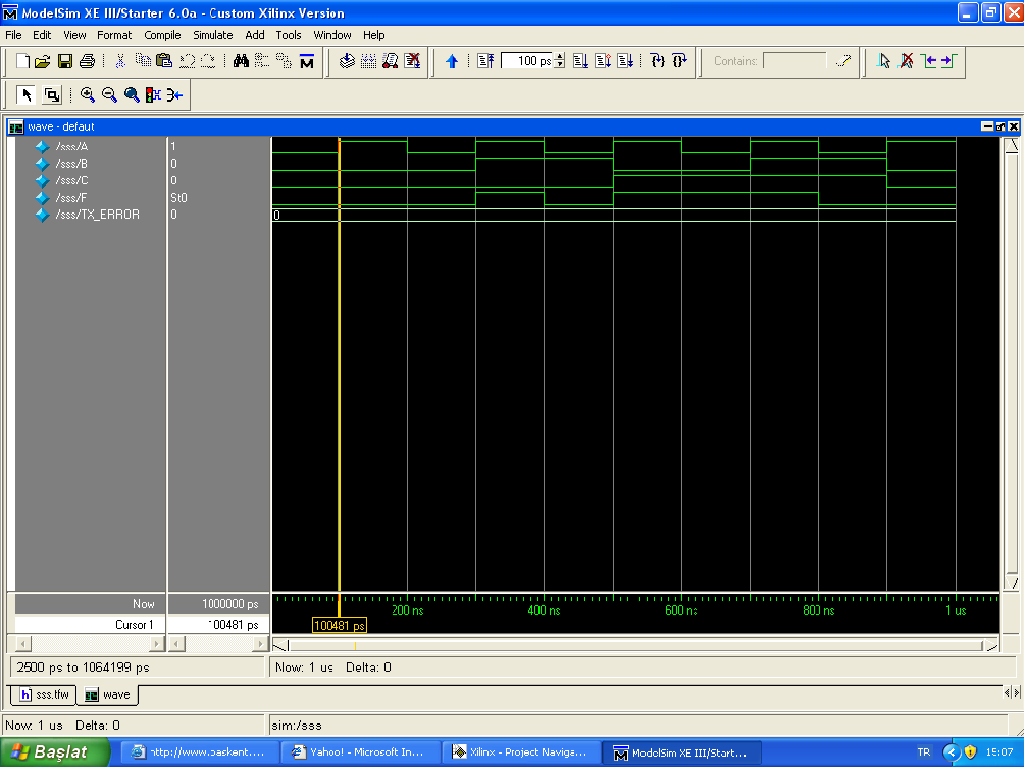 ModelSim XE III/Starter 6.0a - Custom Xilinx Version
File Edit View Format Compile Simulate Add Tools Window Help
100 ps Contains:
wave - default
/sss/A 1
/sss/B 0
/sss/C 0
/sss/F St0
/sss/TX_ERROR 0 0
Now 1000000 ps 200 ns 400 ns 600 ns 800 ns 1 us
Cursor 1 100481 ps 100481 ps
2500 ps to 1064199 ps Now: 1 us Delta: 0
sss.tfw wave
Now: 1 us Delta: 0 sim:/sss
Başlat http://www.baskent.... Yahoo! - Microsoft In... Xilinx - Project Naviga... ModelSim XE III/Start... TR 15:07